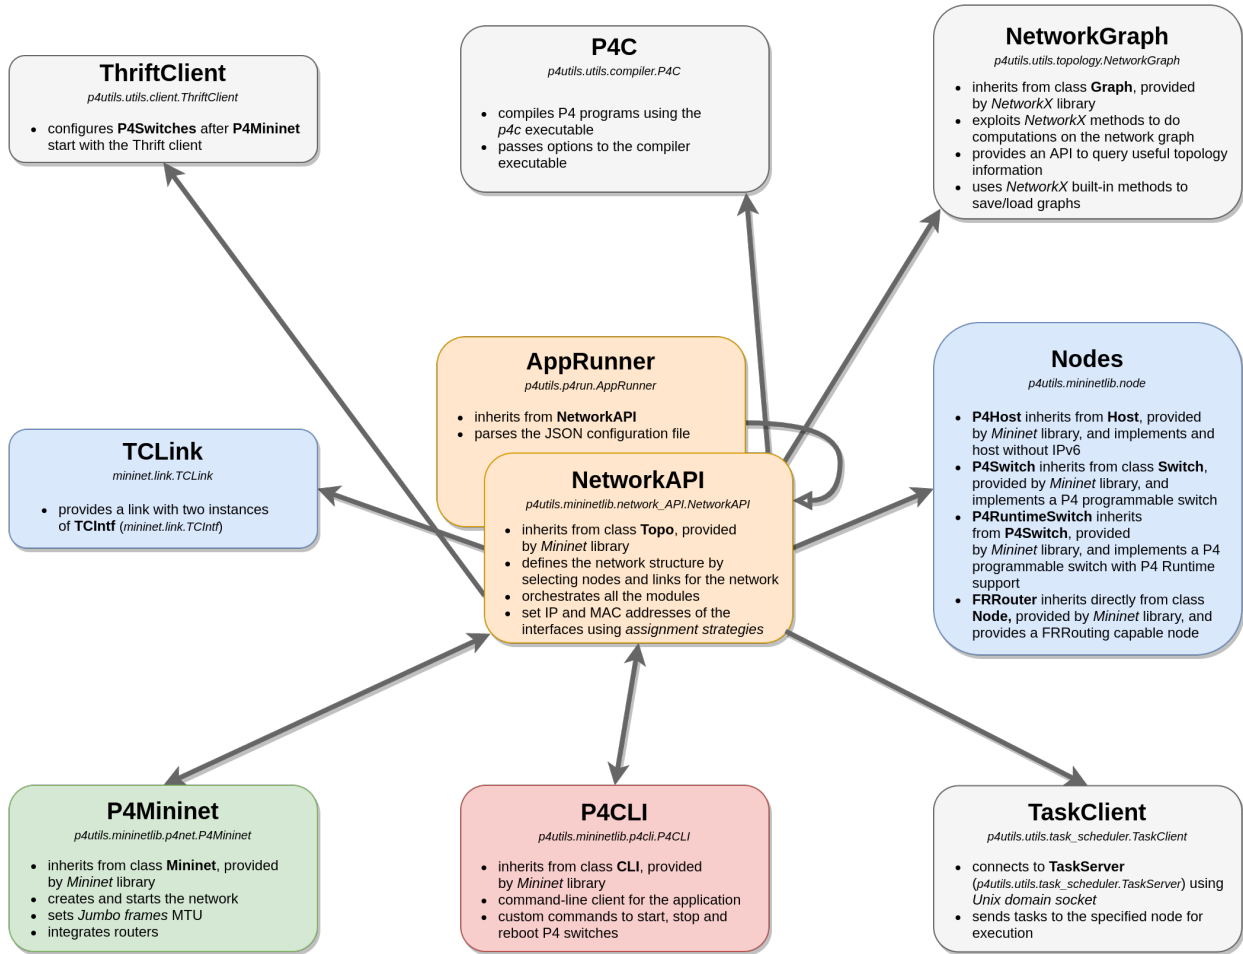 ThriftClient
p4utils.utils.client.ThriftClient
• configures P4Switches after P4Mininet
start with the Thrift client
P4C
p4utils.utils.compiler.P4C
• compiles P4 programs using the
p4c executable
• passes options to the compiler
executable
NetworkGraph
p4utils.utils.topology.NetworkGraph
• inherits from class Graph, provided
by NetworkX library
• exploits NetworkX methods to do
computations on the network graph
• provides an API to query useful topology
information
• uses NetworkX built-in methods to
save/load graphs
AppRunner
p4utils.p4run.AppRunner
• inherits from NetworkAPI
• parses the JSON configuration file
TCLink
mininet.link.TCLink
• provides a link with two instances
of TCIntf (mininet.link.TCIntf)
NetworkAPI
p4utils.mininetlib.network_API.NetworkAPI
• inherits from class Topo, provided
by Mininet library
• defines the network structure by
selecting nodes and links for the network
• orchestrates all the modules
• set IP and MAC addresses of the
interfaces using assignment strategies
Nodes
p4utils.mininetlib.node
• P4Host inherits from Host, provided
by Mininet library, and implements and
host without IPv6
• P4Switch inherits from class Switch,
provided by Mininet library, and
implements a P4 programmable switch
• P4RuntimeSwitch inherits
from P4Switch, provided
by Mininet library, and implements a P4
programmable switch with P4 Runtime
support
• FRRouter inherits directly from class
Node, provided by Mininet library, and
provides a FRRouting capable node
P4Mininet
p4utils.mininetlib.p4net.P4Mininet
• inherits from class Mininet, provided
by Mininet library
• creates and starts the network
• sets Jumbo frames MTU
• integrates routers
P4CLI
p4utils.mininetlib.p4cli.P4CLI
• inherits from class CLI, provided
by Mininet library
• command-line client for the application
• custom commands to start, stop and
reboot P4 switches
TaskClient
p4utils.utils.task_scheduler.TaskClient
• connects to TaskServer
(p4utils.utils.task_scheduler.TaskServer) using
Unix domain socket
• sends tasks to the specified node for
execution